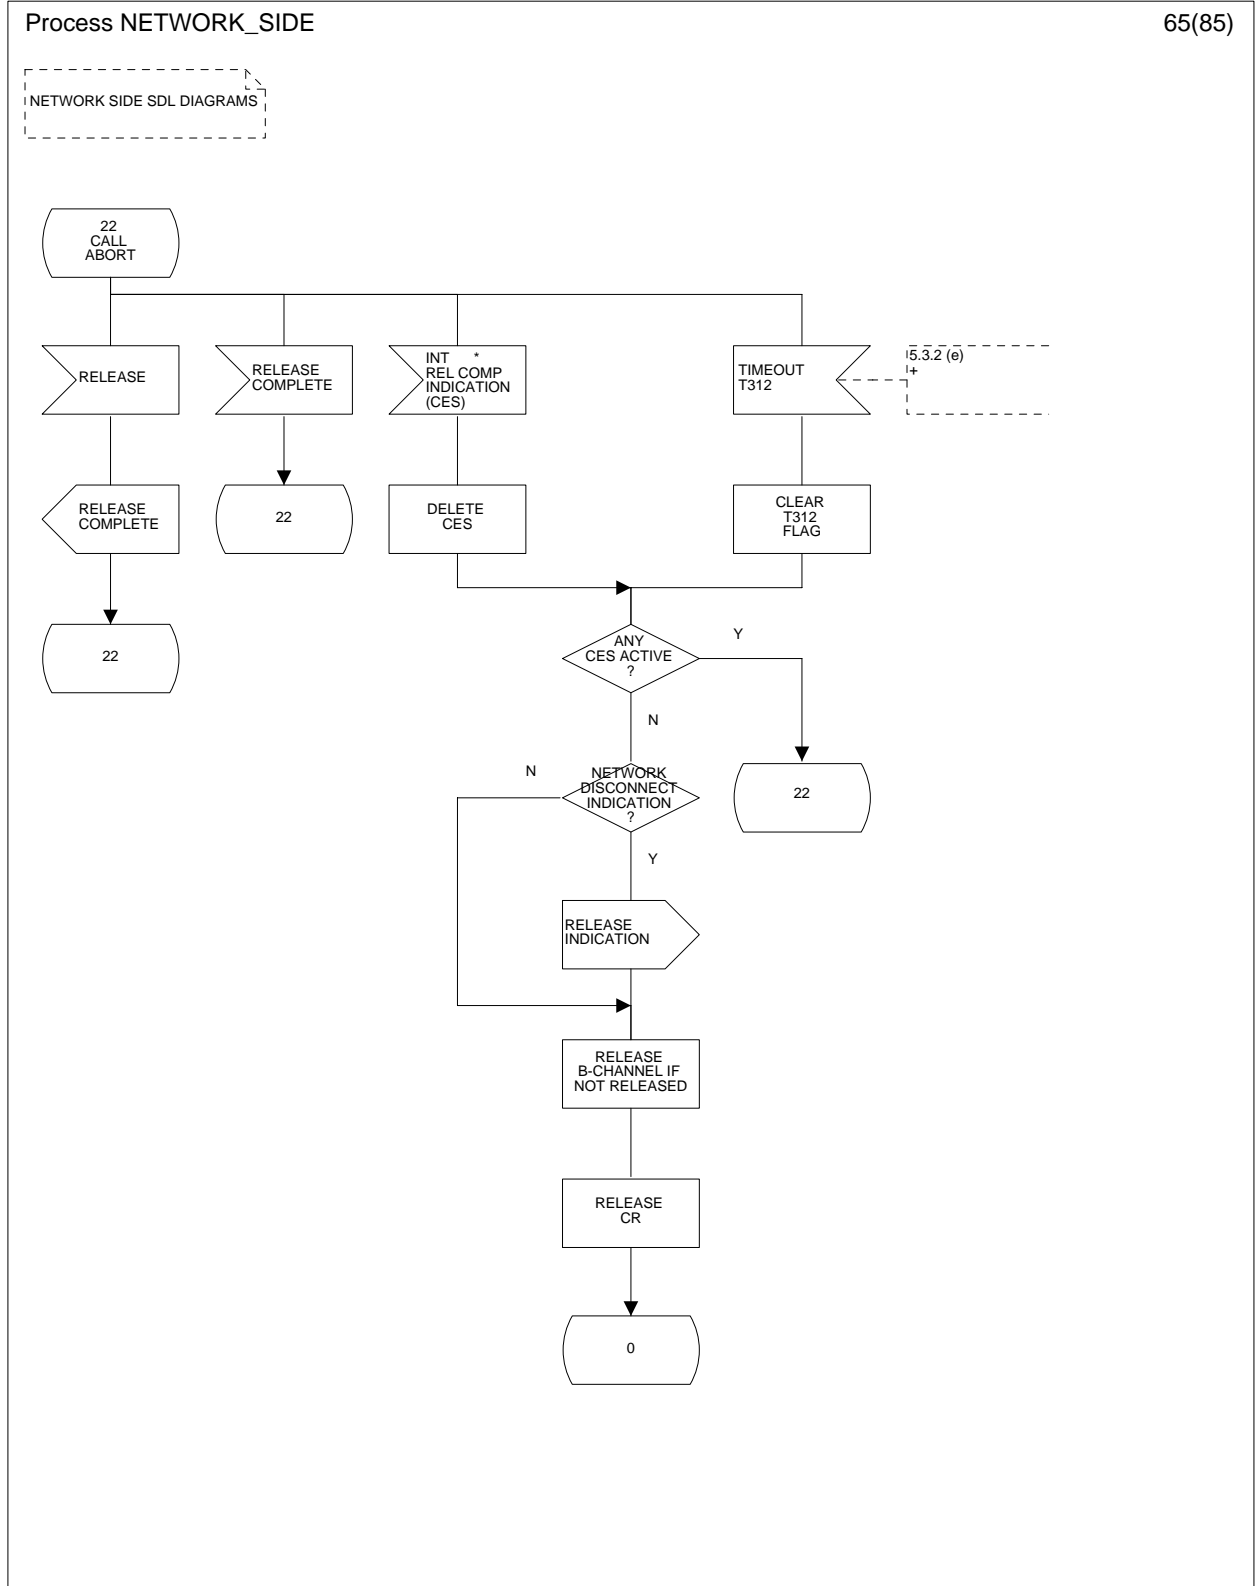 Process NETWORK_SIDE
65(85)
NETWORK SIDE SDL DIAGRAMS
22
CALL
ABORT
RELEASE
RELEASE
COMPLETE
INT *
REL COMP
INDICATION
(CES)
TIMEOUT
T312
5.3.2 (e)
+
RELEASE
COMPLETE
22
DELETE
CES
CLEAR
T312
FLAG
22
ANY
CES ACTIVE
?
Y
N
N
NETWORK
DISCONNECT
INDICATION
?
22
Y
RELEASE
INDICATION
RELEASE
B-CHANNEL IF
NOT RELEASED
RELEASE
CR
0